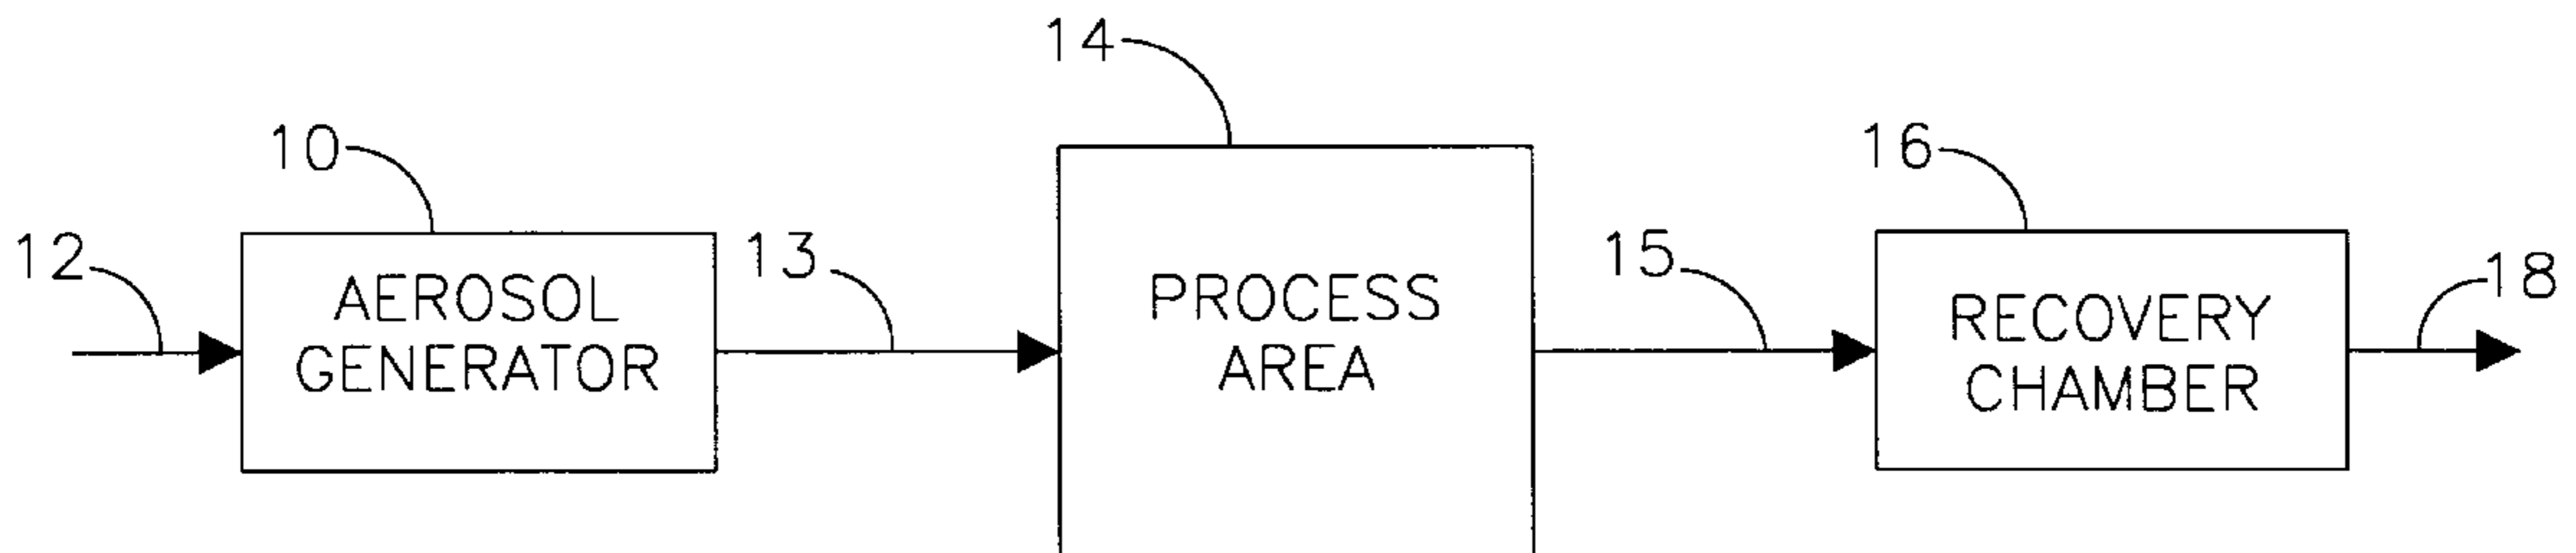 14
10
16
12
13
15
18
AEROSOL
GENERATOR
PROCESS
AREA
RECOVERY
CHAMBER